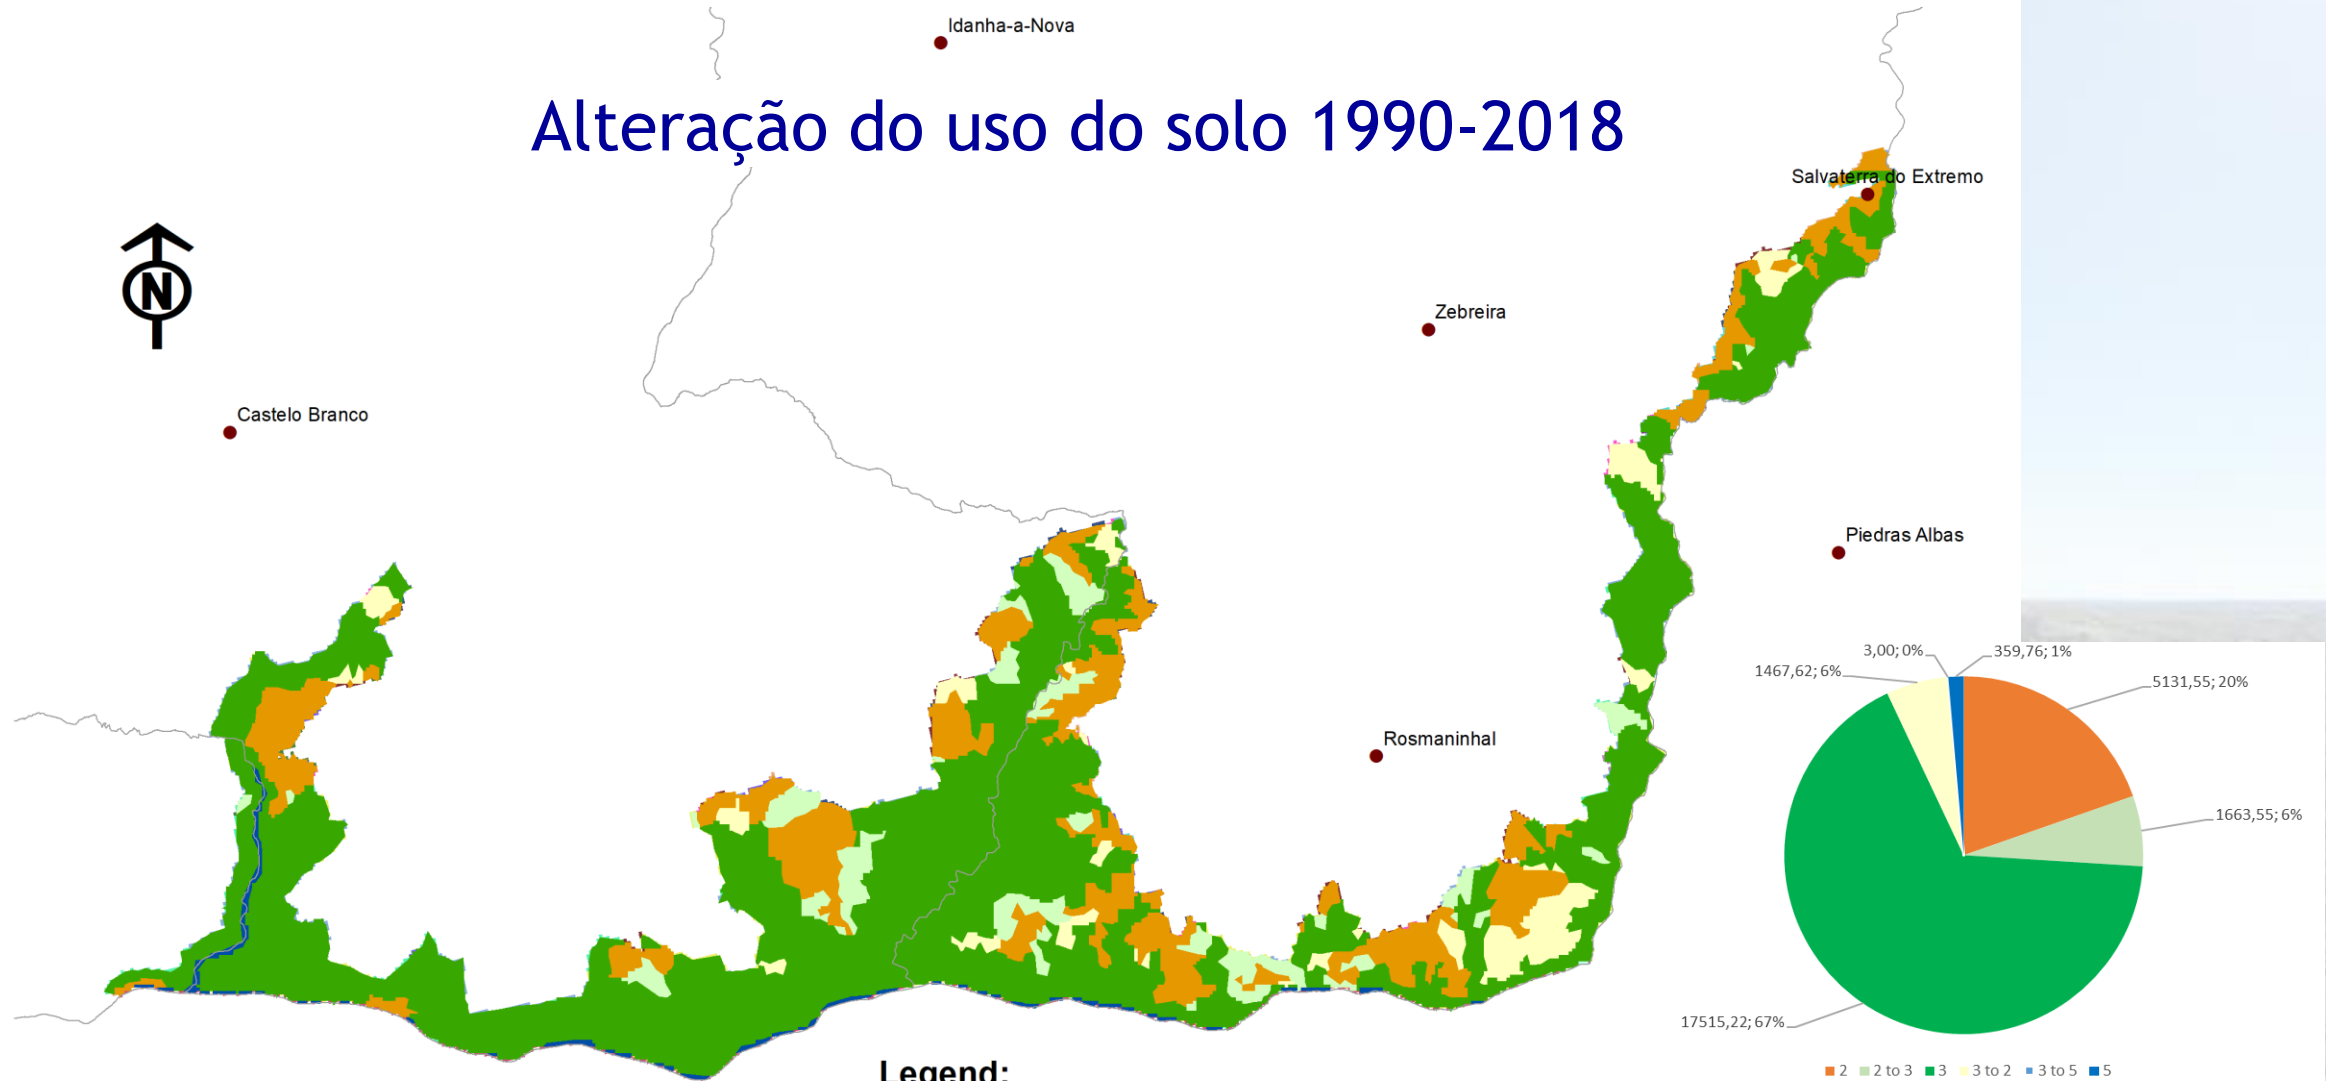 Idanha-a-Nova
Alteração do uso do solo 1990-2018
Salvaterra do Extremo
N
Zebreira
Castelo Branco
Piedras Albas
3,00; 0%
359,76; 1%
1467,62; 6%
5131,55; 20%
Rosmaninhal
1663,55; 6%
17515,22; 67%
Legend:
2 2 to 3 3 3 to 2 3 to 5 5